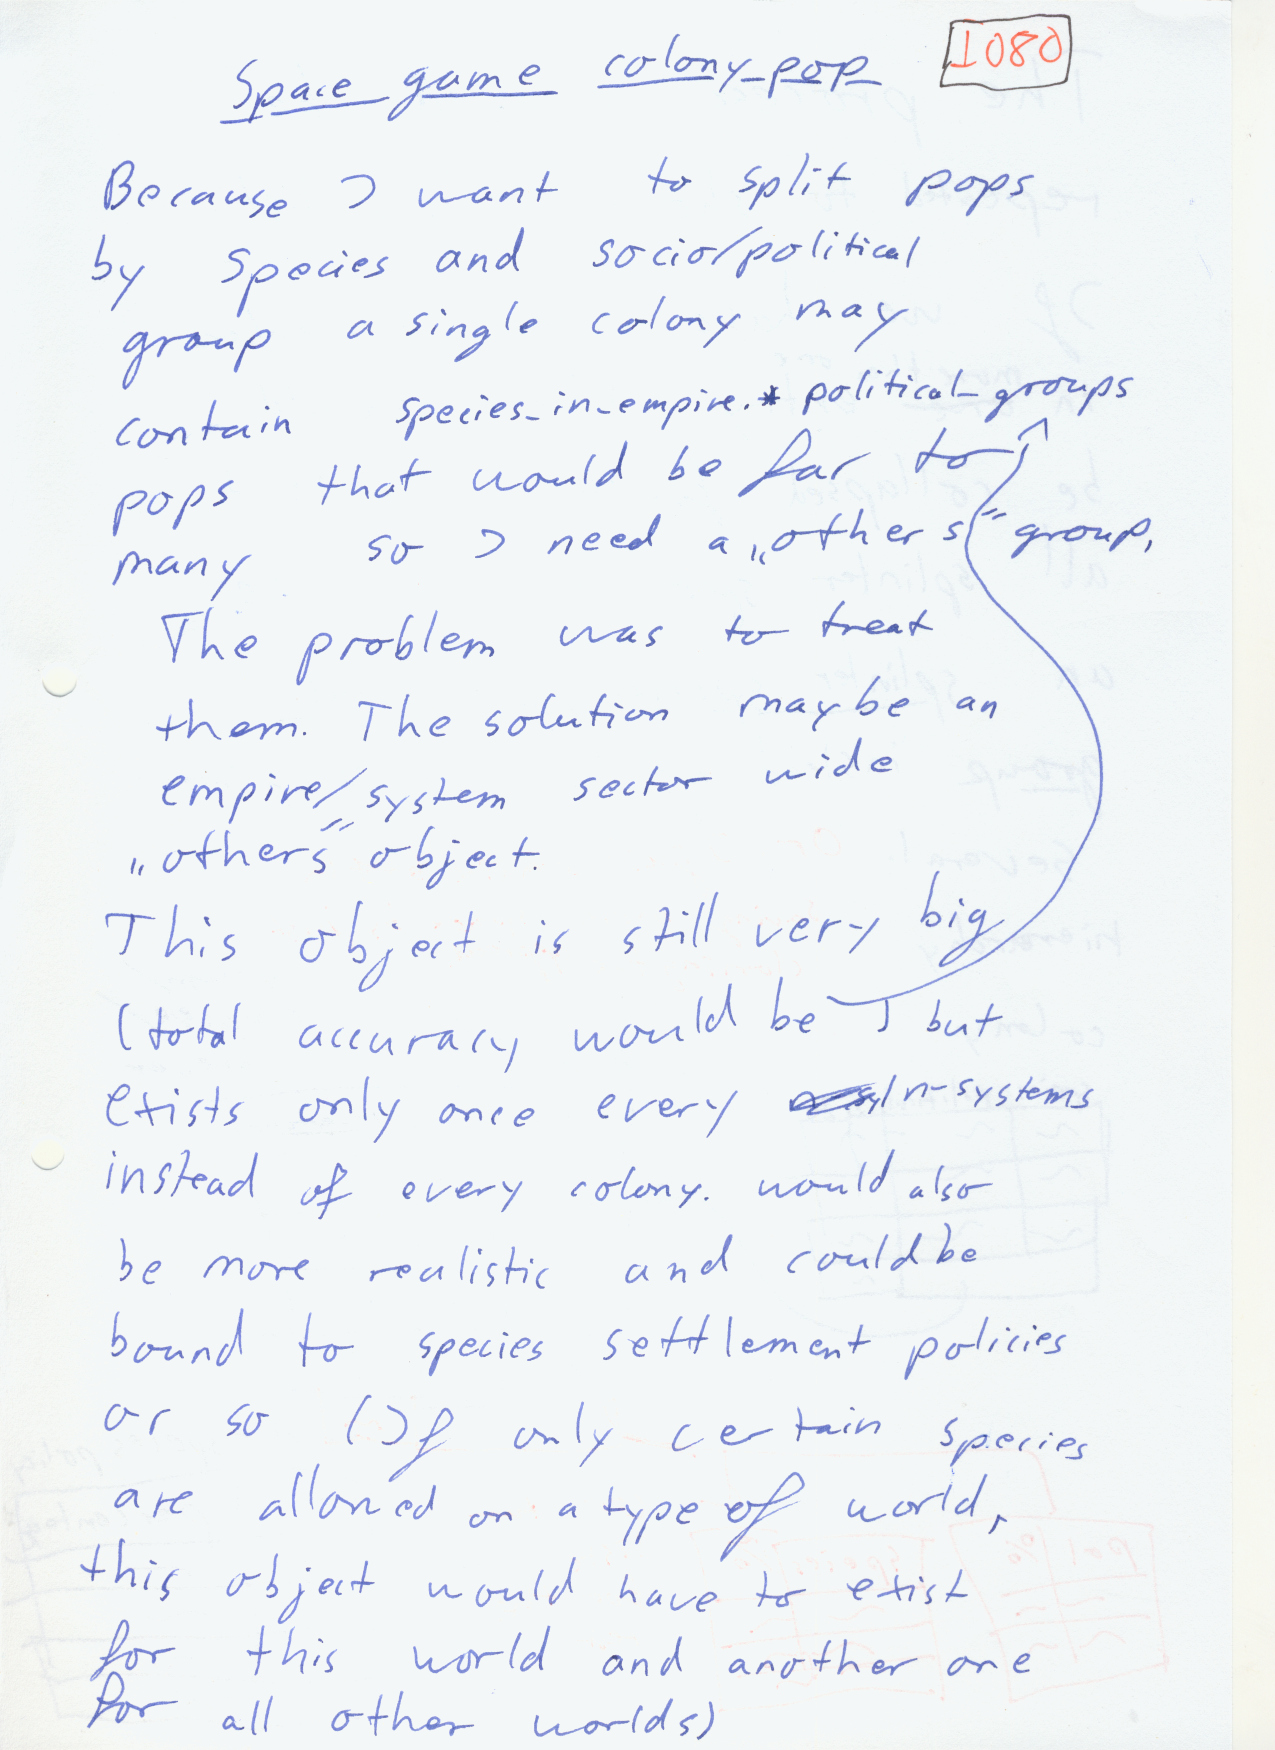 Space game colony-pop
1080
Because I want to split pops
by species and socio/political
group a single colony may
contain species_in_empire * political_groups
pops that would be far to
many so I need a „others" group.
The problem was to treat
them. The solution maybe an
empire/system sector wide
„others" object.
This object is still very big
(total accuracy would be ) but
exists only once every n-systems
instead of every colony. would also
be more realistic and could be
bound to species settlement policies
or so (If only certain species
are allowed on a type of world,
this object would have to exist
for this world and another one
for all other worlds)